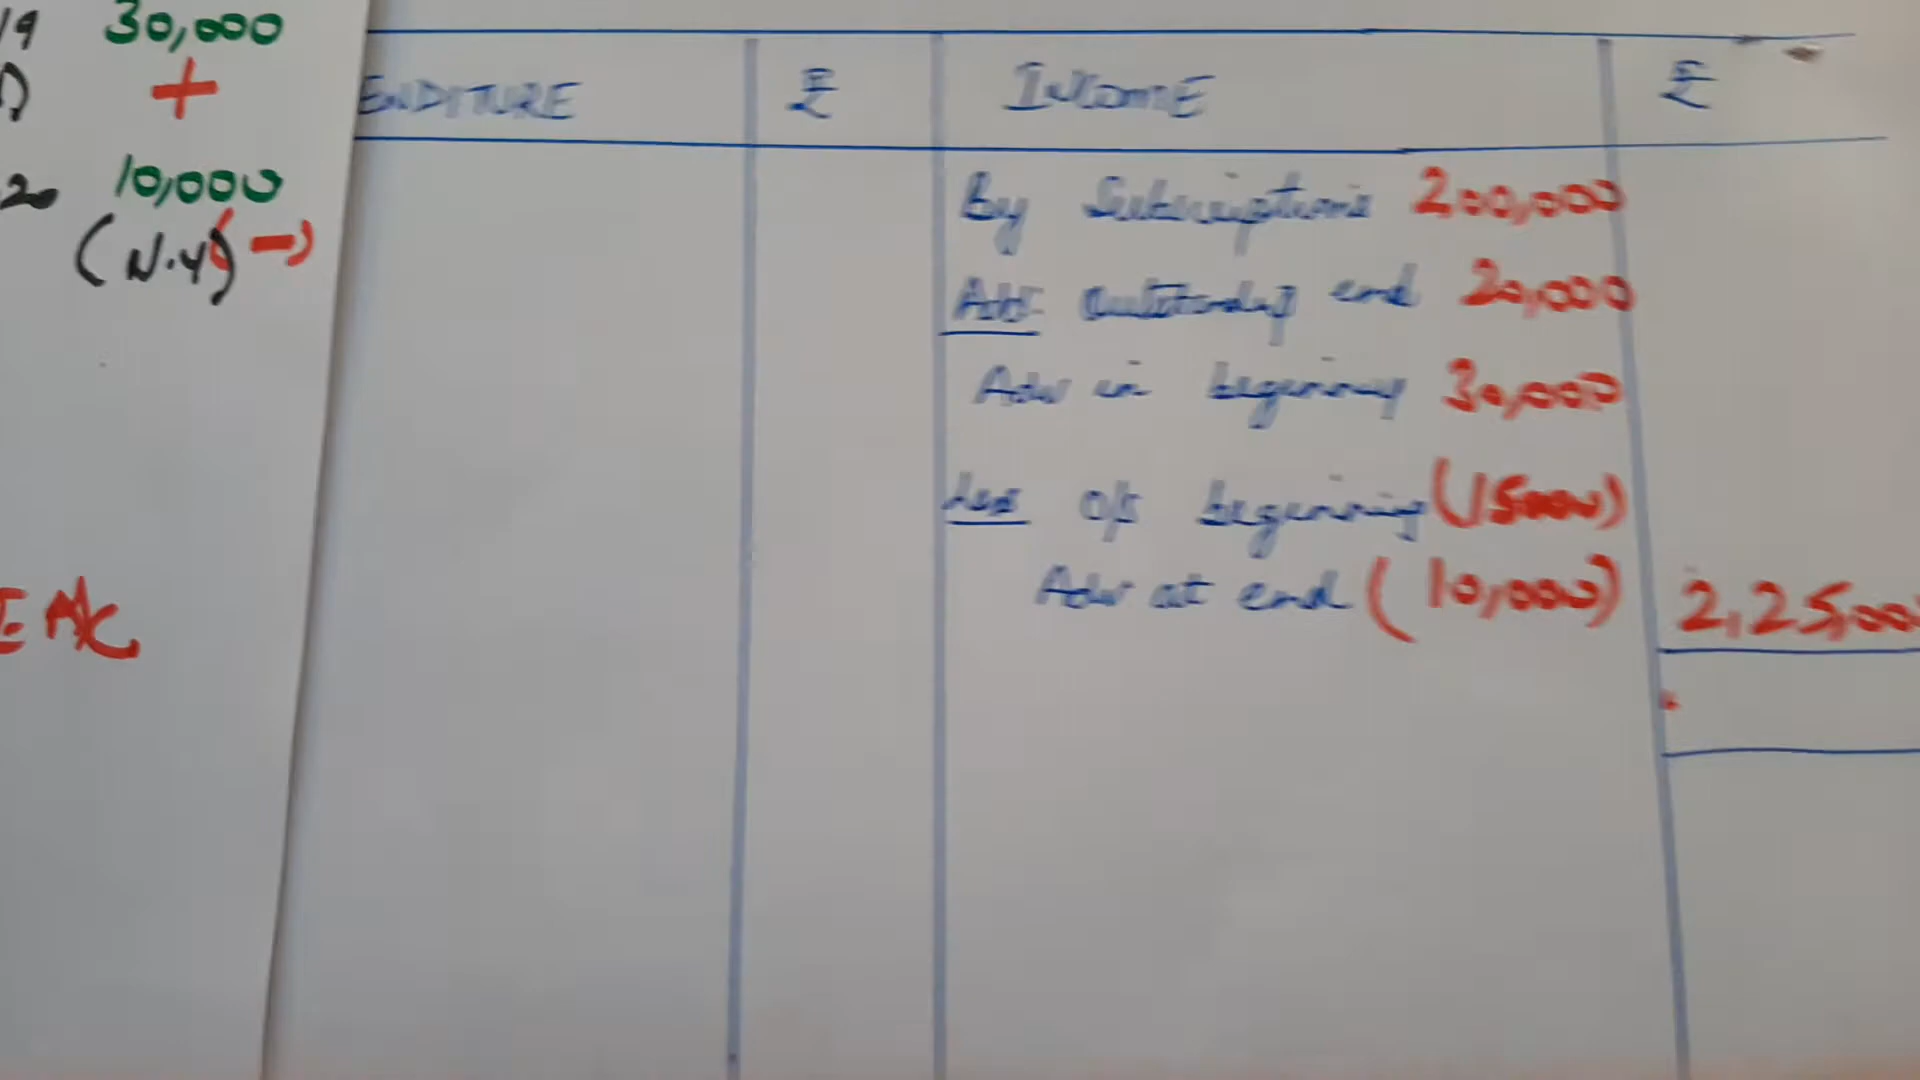 19 30,000
) +
20 10,000
(N.Y) (-)
E A/c
ENDITURE ₹ INCOME ₹
By Subscriptions 200,000
Add: Outstanding end 20,000
Adv in beginning 30,000
Less O/s beginning (15000)
Adv at end (10,000) 2,25,000